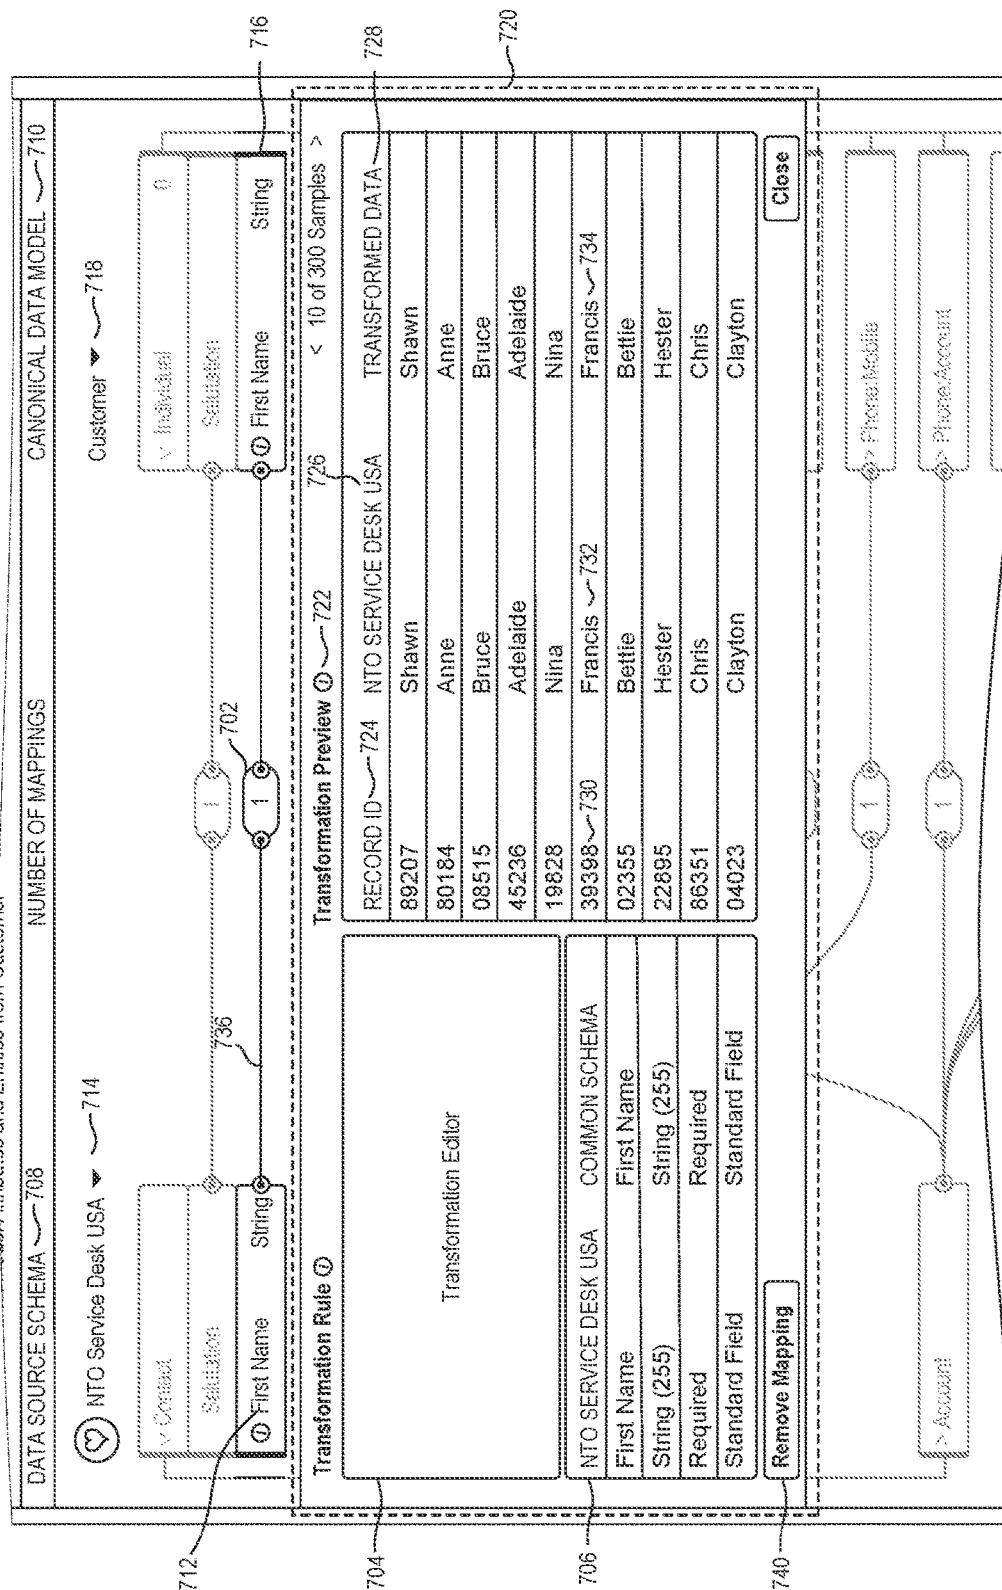 DATA SOURCE SCHEMA 708 NUMBER OF MAPPINGS CANONICAL DATA MODEL 710
NTO Service Desk USA 714 Customer 718
Contact Individual 0
Salutation 1 Salutation
702
736
712 First Name String 1 First Name String 716
Transformation Rule Transformation Preview 722 < 10 of 300 Samples >
726
704
Transformation Editor
RECORD ID 724 NTO SERVICE DESK USA TRANSFORMED DATA 728
89207 Shawn Shawn
80184 Anne Anne
08515 Bruce Bruce
45236 Adelaide Adelaide
19828 Nina Nina
39398 730 Francis 732 Francis 734
02355 Bettie Bettie
22895 Hester Hester
86351 Chris Chris
04023 Clayton Clayton
720
706
NTO SERVICE DESK USA COMMON SCHEMA
First Name First Name
String (255) String (255)
Required Required
Standard Field Standard Field
740
Remove Mapping Close
1 > Phone:Mobile
> Account 1 > Phone:Account